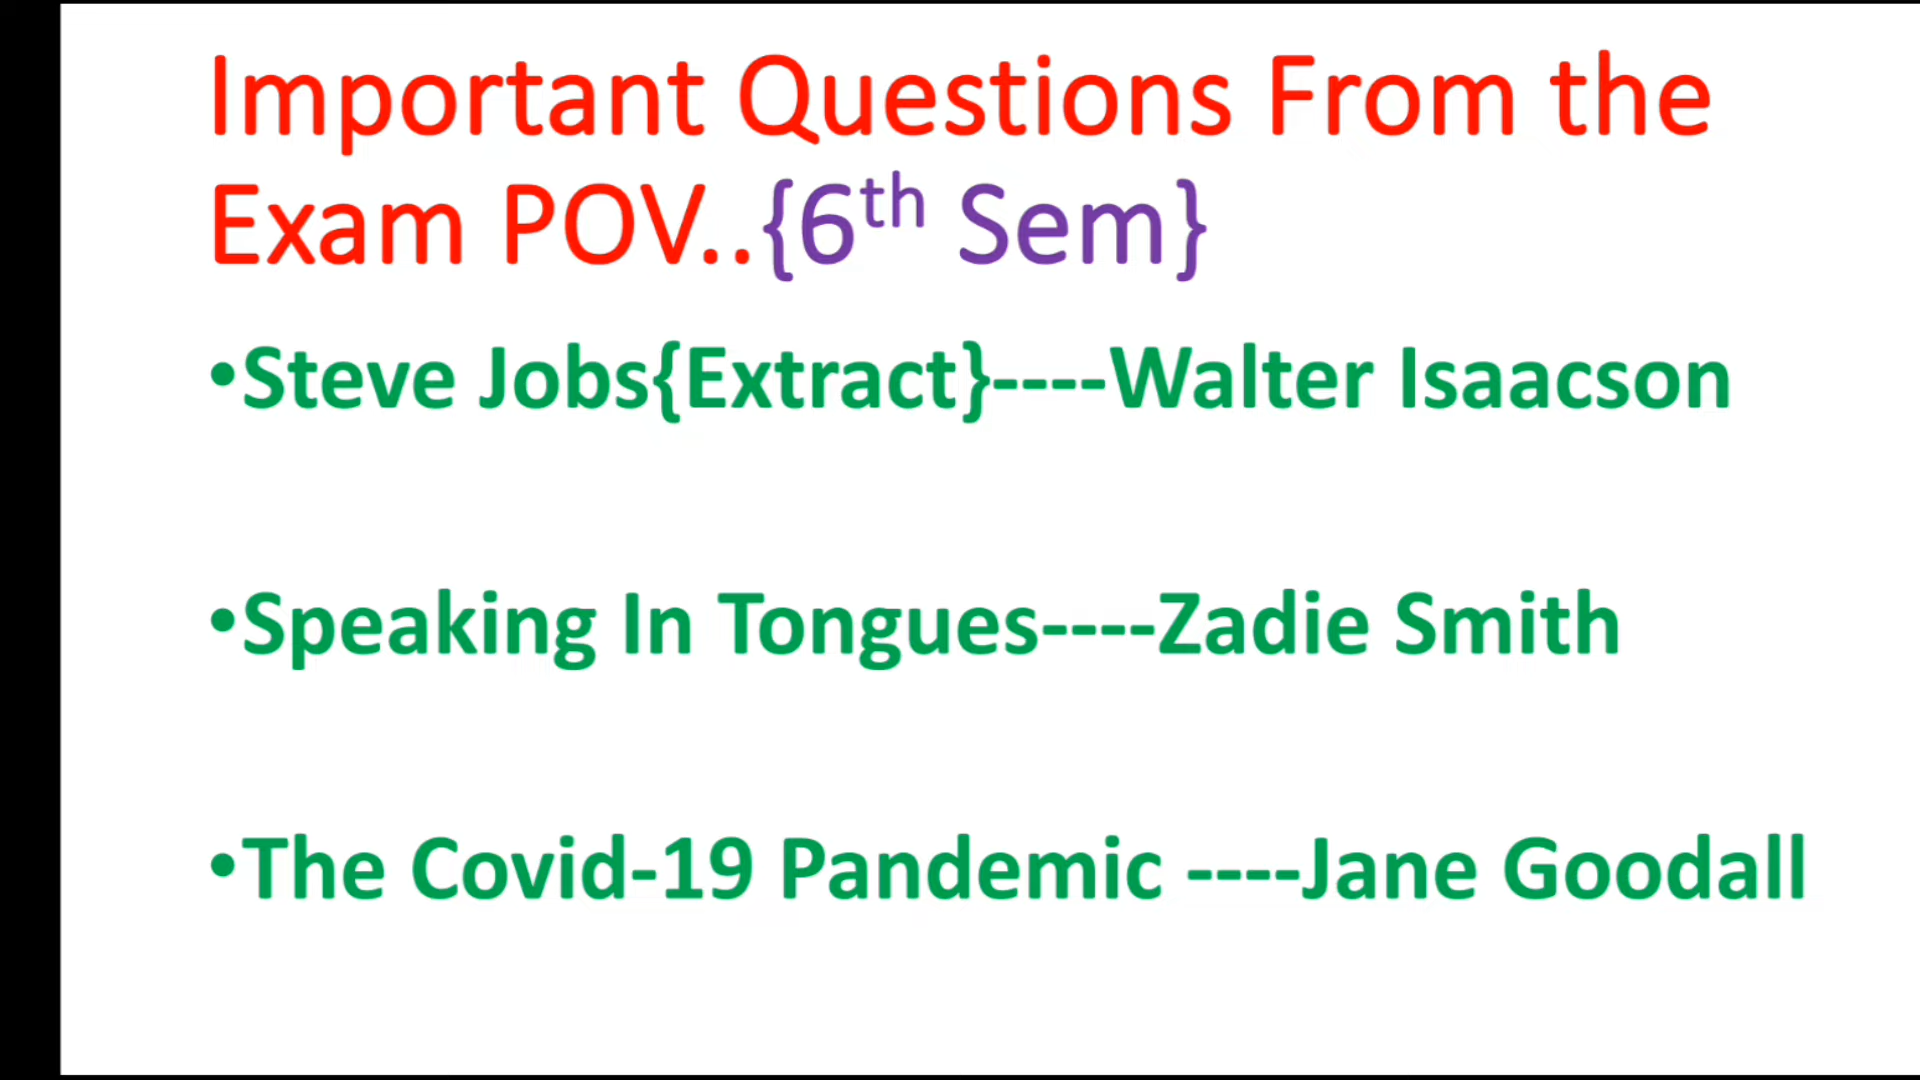 Important Questions From the
Exam POV..{6th Sem}
•Steve Jobs{Extract}----Walter Isaacson
•Speaking In Tongues----Zadie Smith
•The Covid-19 Pandemic ----Jane Goodall